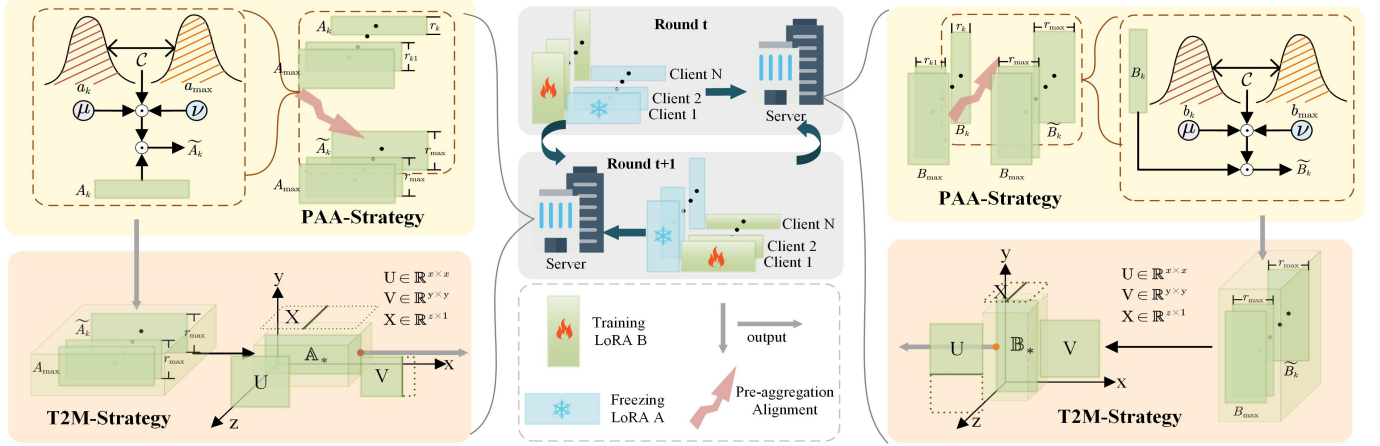 C
a_k
a_max
μ
ν
Ã_k
A_k
A_k
r_k
r_k1
A_max
Ã_k
r_max
r_max
A_max
PAA-Strategy
Round t
Client N
Client 2
Client 1
Server
Round t+1
Server
Client N
Client 2
Client 1
r_k
r_max
r_k1
r_max
B_k
B̃_k
B_max
B_max
PAA-Strategy
B_k
C
b_k
b_max
μ
ν
B̃_k
Ã_k
r_max
r_max
A_max
T2M-Strategy
y
X
𝔸_*
U
V
x
z
U ∈ ℝ^{x×x}
V ∈ ℝ^{y×y}
X ∈ ℝ^{z×1}
Training
LoRA B
output
Freezing
LoRA A
Pre-aggregation
Alignment
y
X
U
𝔹_*
V
x
z
U ∈ ℝ^{x×x}
V ∈ ℝ^{y×y}
X ∈ ℝ^{z×1}
r_max
r_max
B̃_k
B_max
T2M-Strategy